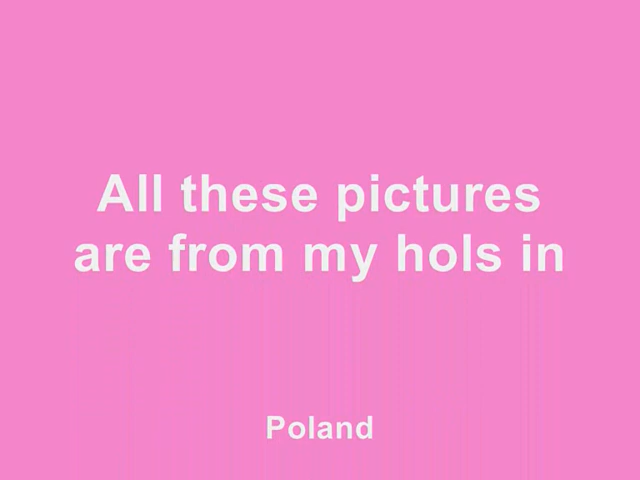 All these pictures
are from my hols in
Poland